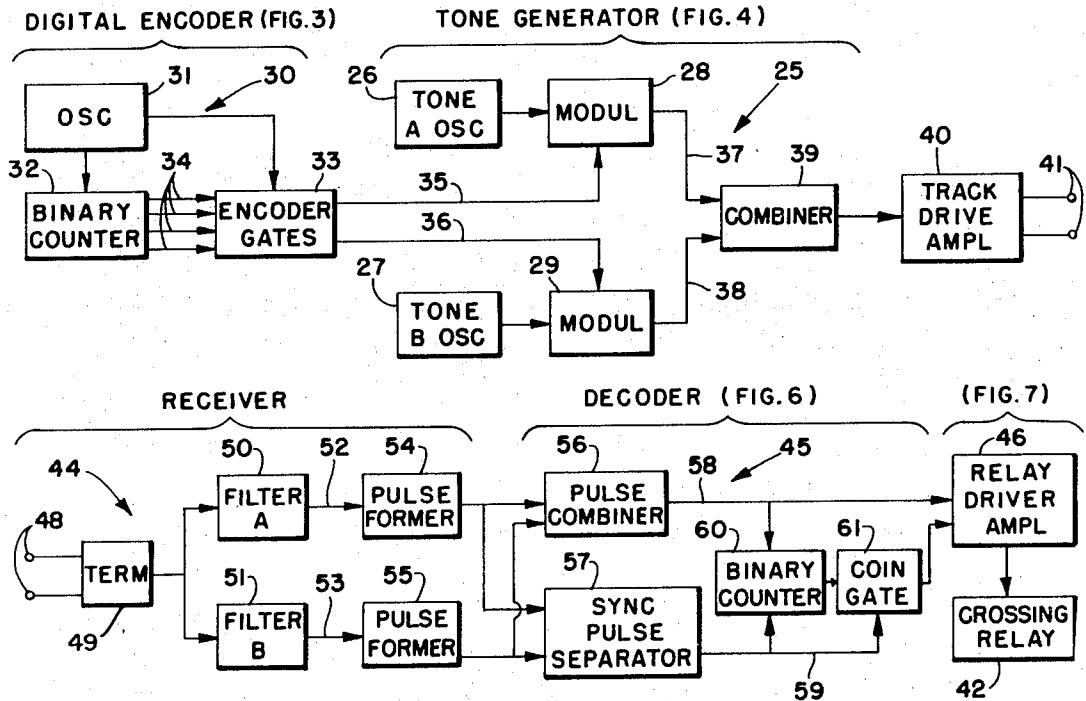 DIGITAL ENCODER (FIG. 3)
TONE GENERATOR (FIG. 4)
31
30
OSC
26
TONE
A OSC
28
MODUL
25
37
32
BINARY
COUNTER
34
33
ENCODER
GATES
35
36
39
COMBINER
40
TRACK
DRIVE
AMPL
41
27
TONE
B OSC
29
MODUL
38
RECEIVER
DECODER (FIG. 6)
(FIG. 7)
44
48
TERM
49
50
FILTER
A
52
54
PULSE
FORMER
56
PULSE
COMBINER
58
45
46
RELAY
DRIVER
AMPL
51
FILTER
B
53
55
PULSE
FORMER
57
SYNC
PULSE
SEPARATOR
60
BINARY
COUNTER
61
COIN
GATE
59
CROSSING
RELAY
42